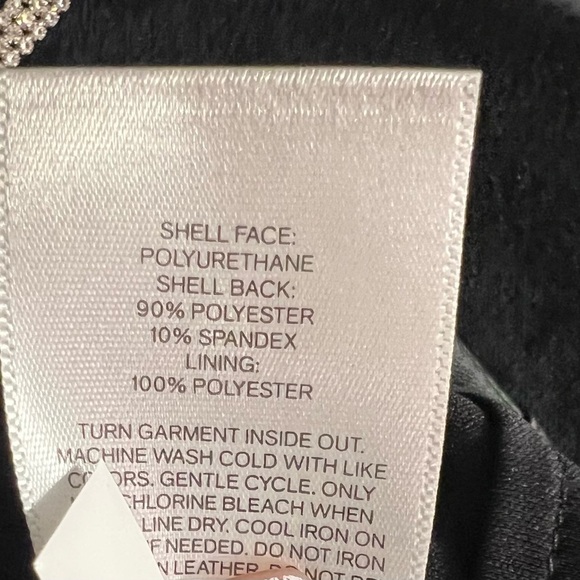 SHELL FACE:
POLYURETHANE
SHELL BACK:
90% POLYESTER
10% SPANDEX
LINING:
100% POLYESTER
TURN GARMENT INSIDE OUT.
MACHINE WASH COLD WITH LIKE
GENTLE CYCLE. ONLY
CHLORINE BLEACH WHEN
LINE DRY. COOL IRON ON
F NEEDED. DO NOT IRON
LEATHER.